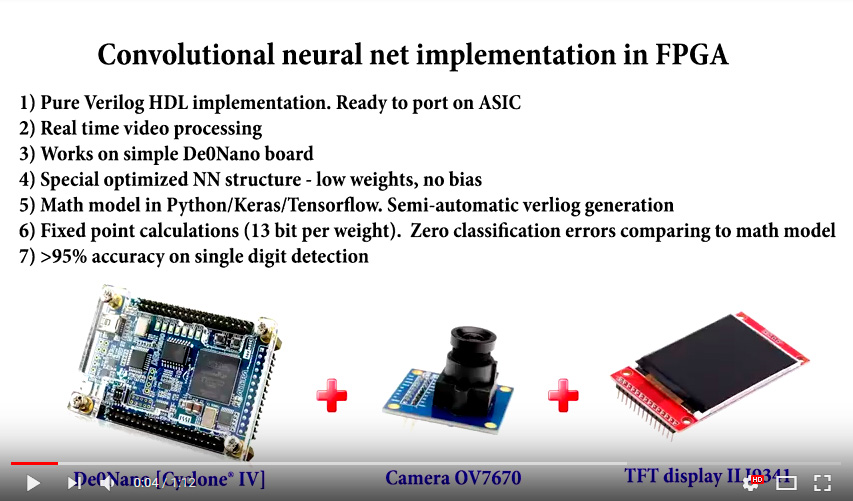 Convolutional neural net implementation in FPGA
1) Pure Verilog HDL implementation. Ready to port on ASIC
2) Real time video processing
3) Works on simple De0Nano board
4) Special optimized NN structure - low weights, no bias
5) Math model in Python/Keras/Tensorflow. Semi-automatic verliog generation
6) Fixed point calculations (13 bit per weight). Zero classification errors comparing to math model
7) >95% accuracy on single digit detection
De0Nano [Cyclone® IV]
Camera OV7670
TFT display ILI9341
0:04 / 1:12
HD